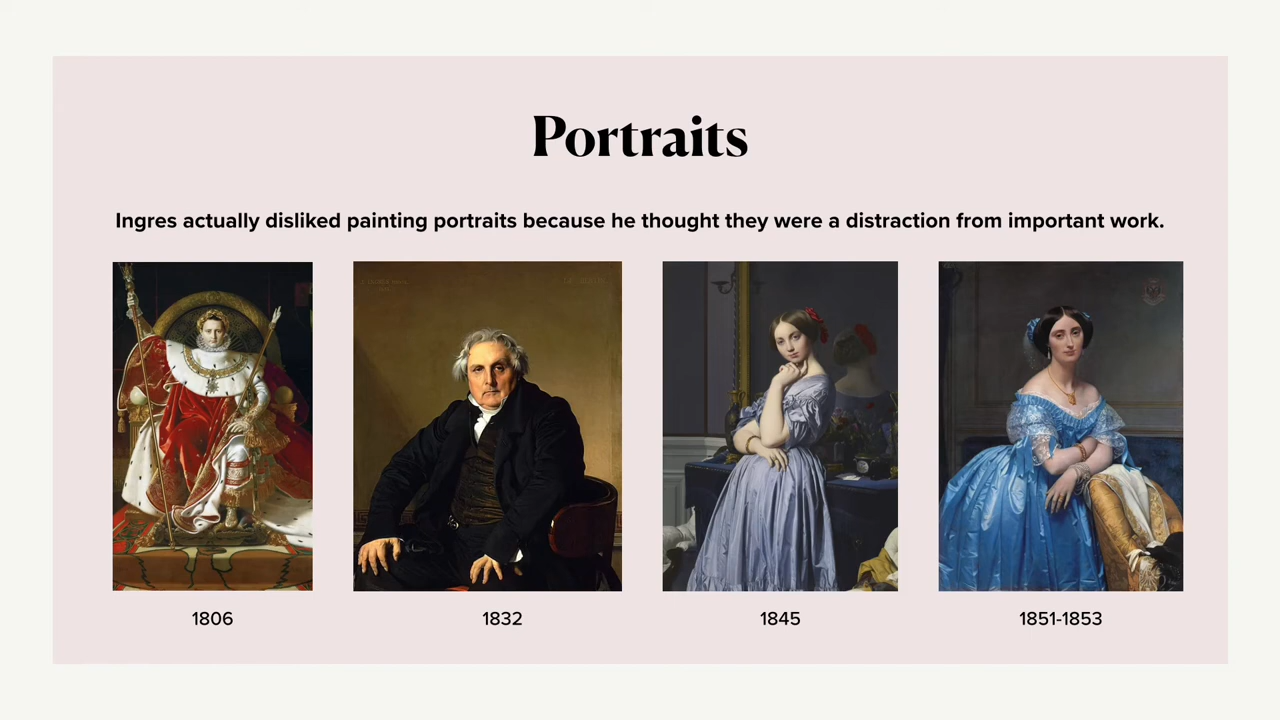 Portraits
Ingres actually disliked painting portraits because he thought they were a distraction from important work.
1806
1832
1845
1851-1853